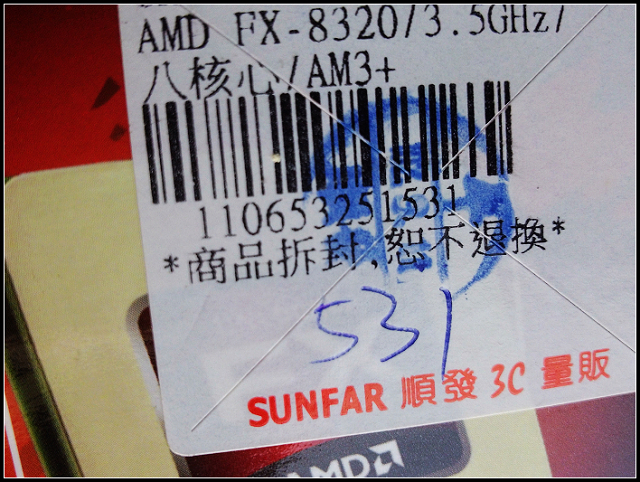 AMD FX-8320/3.5GHz/
八核心/AM3+
110653251531
*商品拆封,恕不退換*
531
SUNFAR 順發 3C 量販
AMD